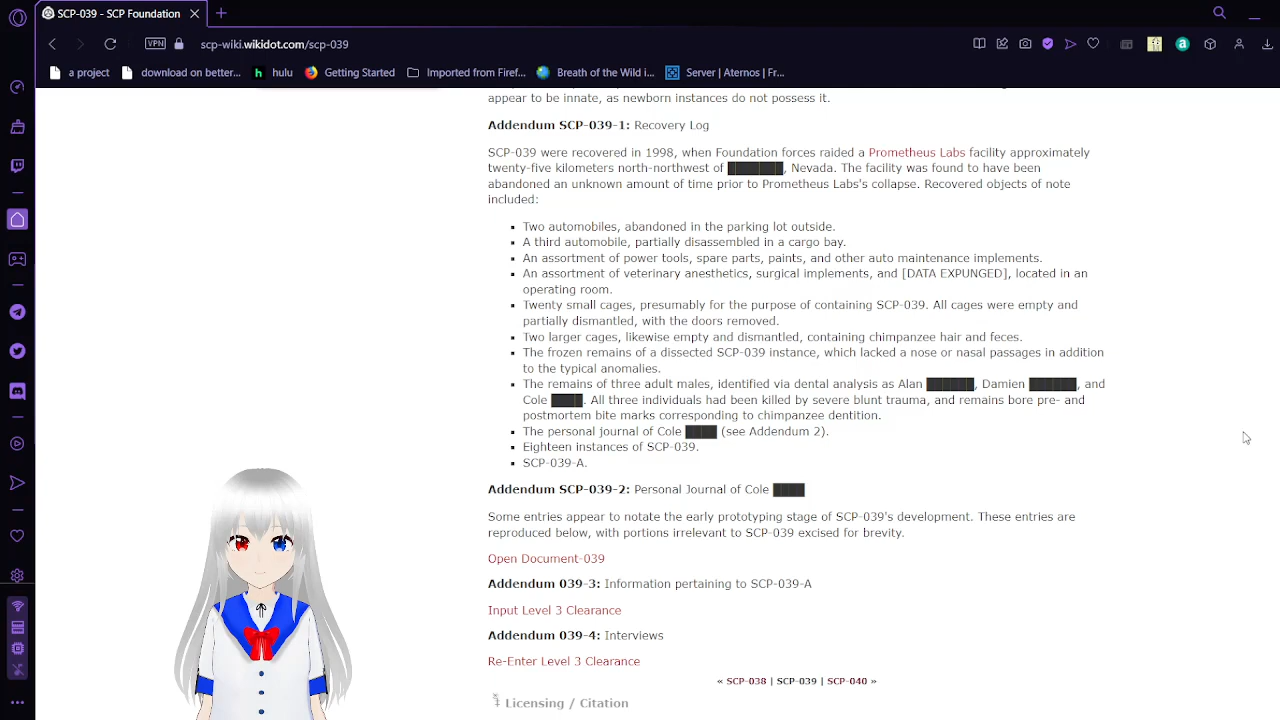 SCP-039 - SCP Foundation
VPN scp-wiki.wikidot.com/scp-039
a project download on better... hulu Getting Started Imported from Firef... Breath of the Wild i... Server | Aternos | Fr...
appear to be innate, as newborn instances do not possess it.
Addendum SCP-039-1: Recovery Log
SCP-039 were recovered in 1998, when Foundation forces raided a Prometheus Labs facility approximately
twenty-five kilometers north-northwest of ███████, Nevada. The facility was found to have been
abandoned an unknown amount of time prior to Prometheus Labs's collapse. Recovered objects of note
included:
Two automobiles, abandoned in the parking lot outside.
A third automobile, partially disassembled in a cargo bay.
An assortment of power tools, spare parts, paints, and other auto maintenance implements.
An assortment of veterinary anesthetics, surgical implements, and [DATA EXPUNGED], located in an
operating room.
Twenty small cages, presumably for the purpose of containing SCP-039. All cages were empty and
partially dismantled, with the doors removed.
Two larger cages, likewise empty and dismantled, containing chimpanzee hair and feces.
The frozen remains of a dissected SCP-039 instance, which lacked a nose or nasal passages in addition
to the typical anomalies.
The remains of three adult males, identified via dental analysis as Alan ██████, Damien ██████, and
Cole ████. All three individuals had been killed by severe blunt trauma, and remains bore pre- and
postmortem bite marks corresponding to chimpanzee dentition.
The personal journal of Cole ████ (see Addendum 2).
Eighteen instances of SCP-039.
SCP-039-A.
Addendum SCP-039-2: Personal Journal of Cole ████
Some entries appear to notate the early prototyping stage of SCP-039's development. These entries are
reproduced below, with portions irrelevant to SCP-039 excised for brevity.
Open Document-039
Addendum 039-3: Information pertaining to SCP-039-A
Input Level 3 Clearance
Addendum 039-4: Interviews
Re-Enter Level 3 Clearance
« SCP-038 | SCP-039 | SCP-040 »
Licensing / Citation